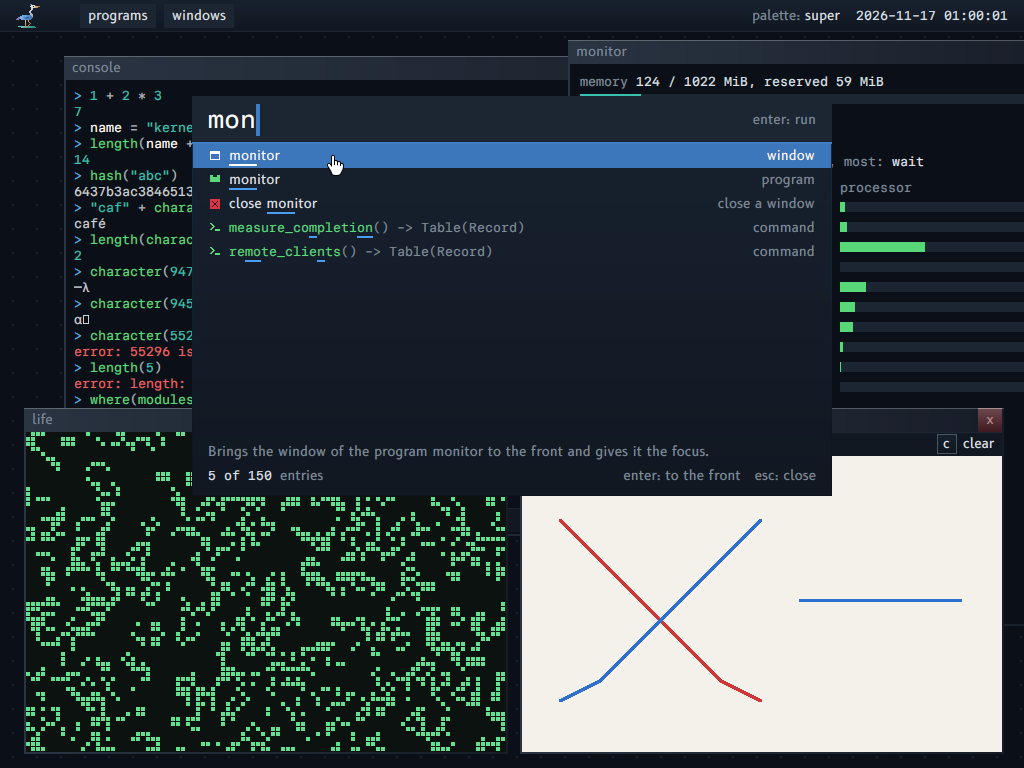 programs windows palette: super 2026-11-17 01:00:01
console
> 1 + 2 * 3
7
> name = "kerne
> length(name +
14
> hash("abc")
6437b3ac3846513
> "caf" + chara
café
> length(charac
2
> character(947
—λ
> character(945
α▯
> character(552
error: 55296 is
> length(5)
error: length:
> where(modules
monitor
memory 124 / 1022 MiB, reserved 59 MiB
, most: wait
processor
mon enter: run
monitor window
monitor program
close monitor close a window
measure_completion() -> Table(Record) command
remote_clients() -> Table(Record) command
Brings the window of the program monitor to the front and gives it the focus.
5 of 150 entries enter: to the front esc: close
life
x
c clear